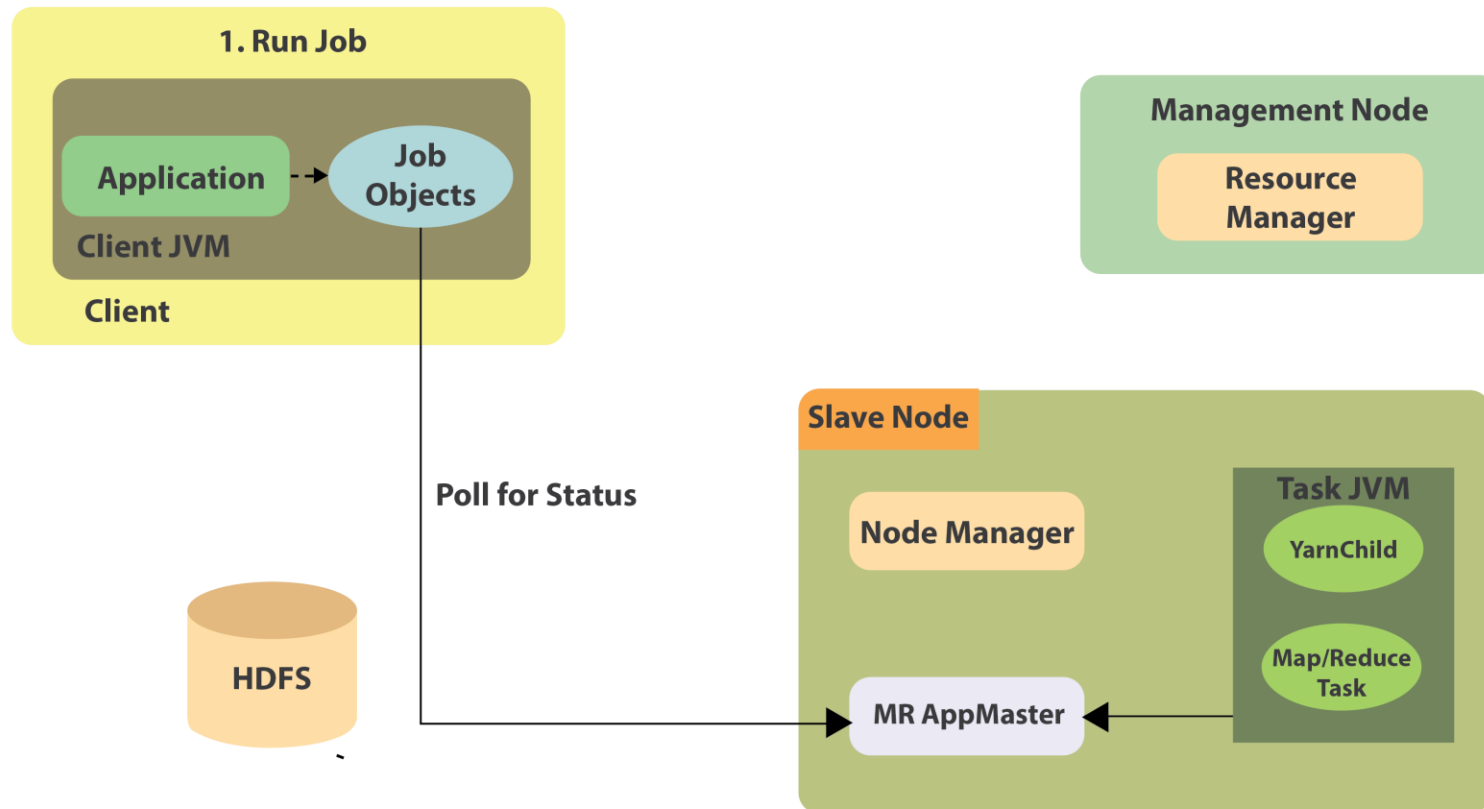 1. Run Job
Application
Job
Objects
Client JVM
Client
Management Node
Resource
Manager
Poll for Status
HDFS
Slave Node
Node Manager
MR AppMaster
Task JVM
YarnChild
Map/Reduce
Task